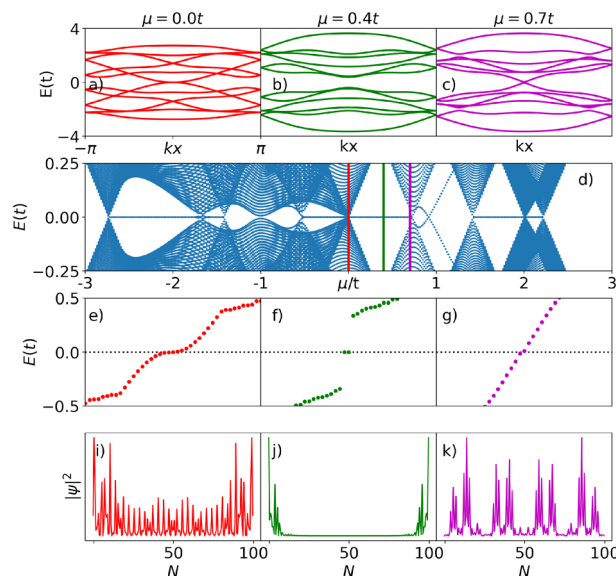 μ = 0.0t μ = 0.4t μ = 0.7t
4
E(t)
0
−4
a) b) c)
−π kx π kx kx
0.25
E(t)
0.00
−0.25
d)
-3 -2 -1 μ/t 1 2 3
0.5
E(t)
0.0
−0.5
e) f) g)
|ψ|²
i) j) k)
50 100 50 100 50 100
N N N